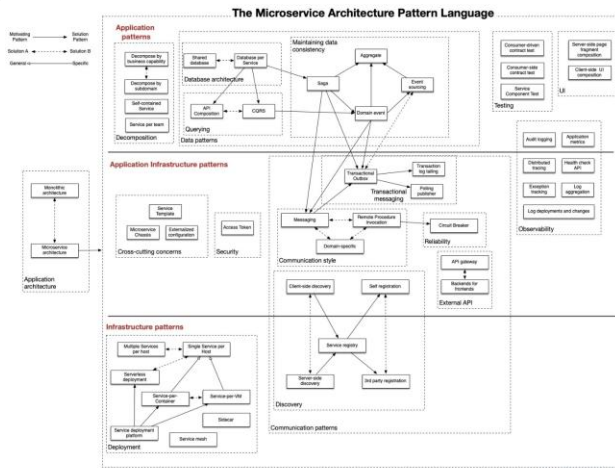 The Microservice Architecture Pattern Language
Motivating
Pattern
Solution
Pattern
Solution A
Solution B
General
Specific
Application
patterns
Decompose by
business capability
Decompose by
subdomain
Self-contained
Service
Service per team
Decomposition
Shared
database
Database per
Service
Database architecture
API
Composition
CQRS
Querying
Data patterns
Maintaining data
consistency
Aggregate
Saga
Event
sourcing
Domain event
Consumer-driven
contract test
Consumer-side
contract test
Service
Component Test
Testing
Server-side page
fragment composition
Client-side UI
composition
UI
Application Infrastructure patterns
Monolithic
architecture
Microservice
architecture
Application
architecture
Service
Template
Microservice
Chassis
Externalized
configuration
Cross-cutting concerns
Access Token
Security
Transactional
Outbox
Transaction
log tailing
Polling
publisher
Transactional
messaging
Messaging
Remote Procedure
Invocation
Domain-specific
Communication style
Circuit Breaker
Reliability
API gateway
Backends for
frontends
External API
Audit logging
Application
metrics
Distributed
tracing
Health check
API
Exception
tracking
Log
aggregation
Log deployments and changes
Observability
Client-side discovery
Self registration
Service registry
Server-side
discovery
3rd party registration
Discovery
Communication patterns
Infrastructure patterns
Multiple Services
per host
Single Service per
Host
Serverless
deployment
Service-per-
Container
Service-per-VM
Service deployment
platform
Sidecar
Service mesh
Deployment